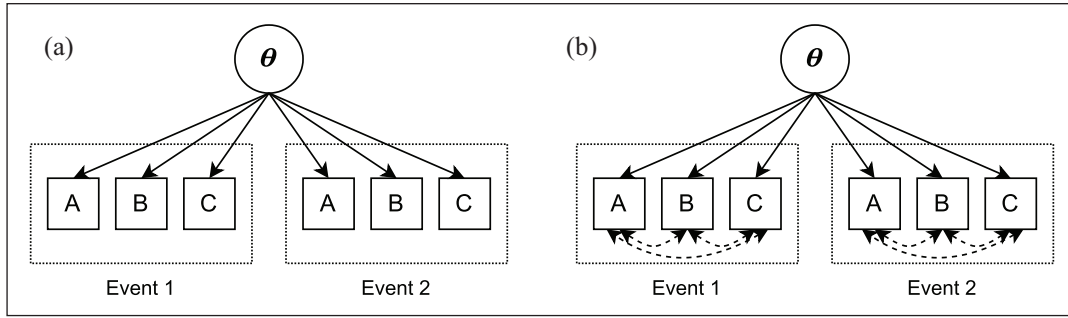 (a) θ (b) θ
A B C A B C A B C A B C
Event 1 Event 2 Event 1 Event 2